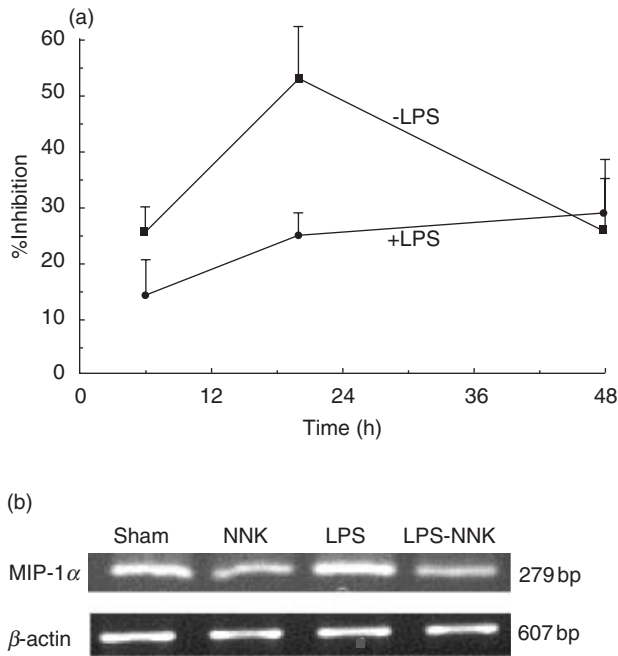 (a)
60
50
40
30
20
10
0
%Inhibition
-LPS
+LPS
0 12 24 36 48
Time (h)
(b)
Sham NNK LPS LPS-NNK
MIP-1α 279 bp
β-actin 607 bp